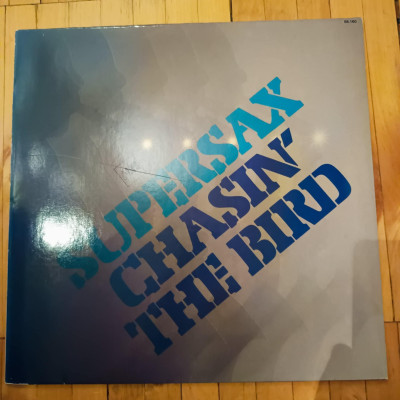 SUPERSAX
CHASIN'
THE BIRD